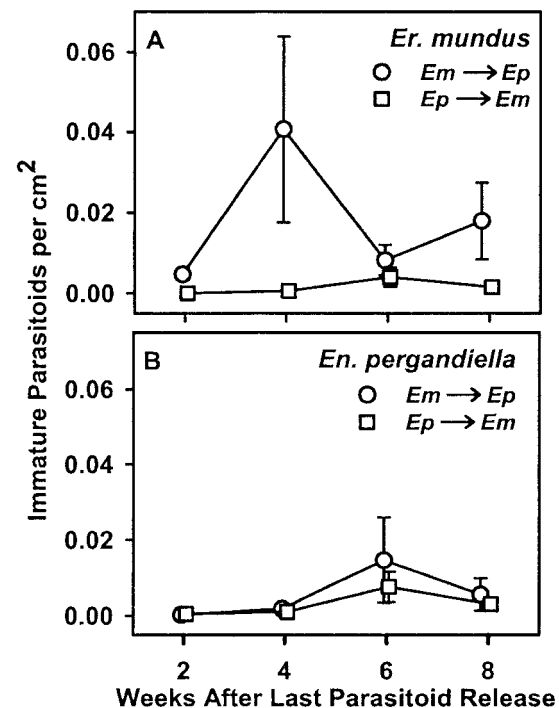 A
Er. mundus
Em → Ep
Ep → Em
0.06
0.04
0.02
0.00
B
En. pergandiella
Em → Ep
Ep → Em
0.06
0.04
0.02
0.00
Immature Parasitoids per cm²
2 4 6 8
Weeks After Last Parasitoid Release